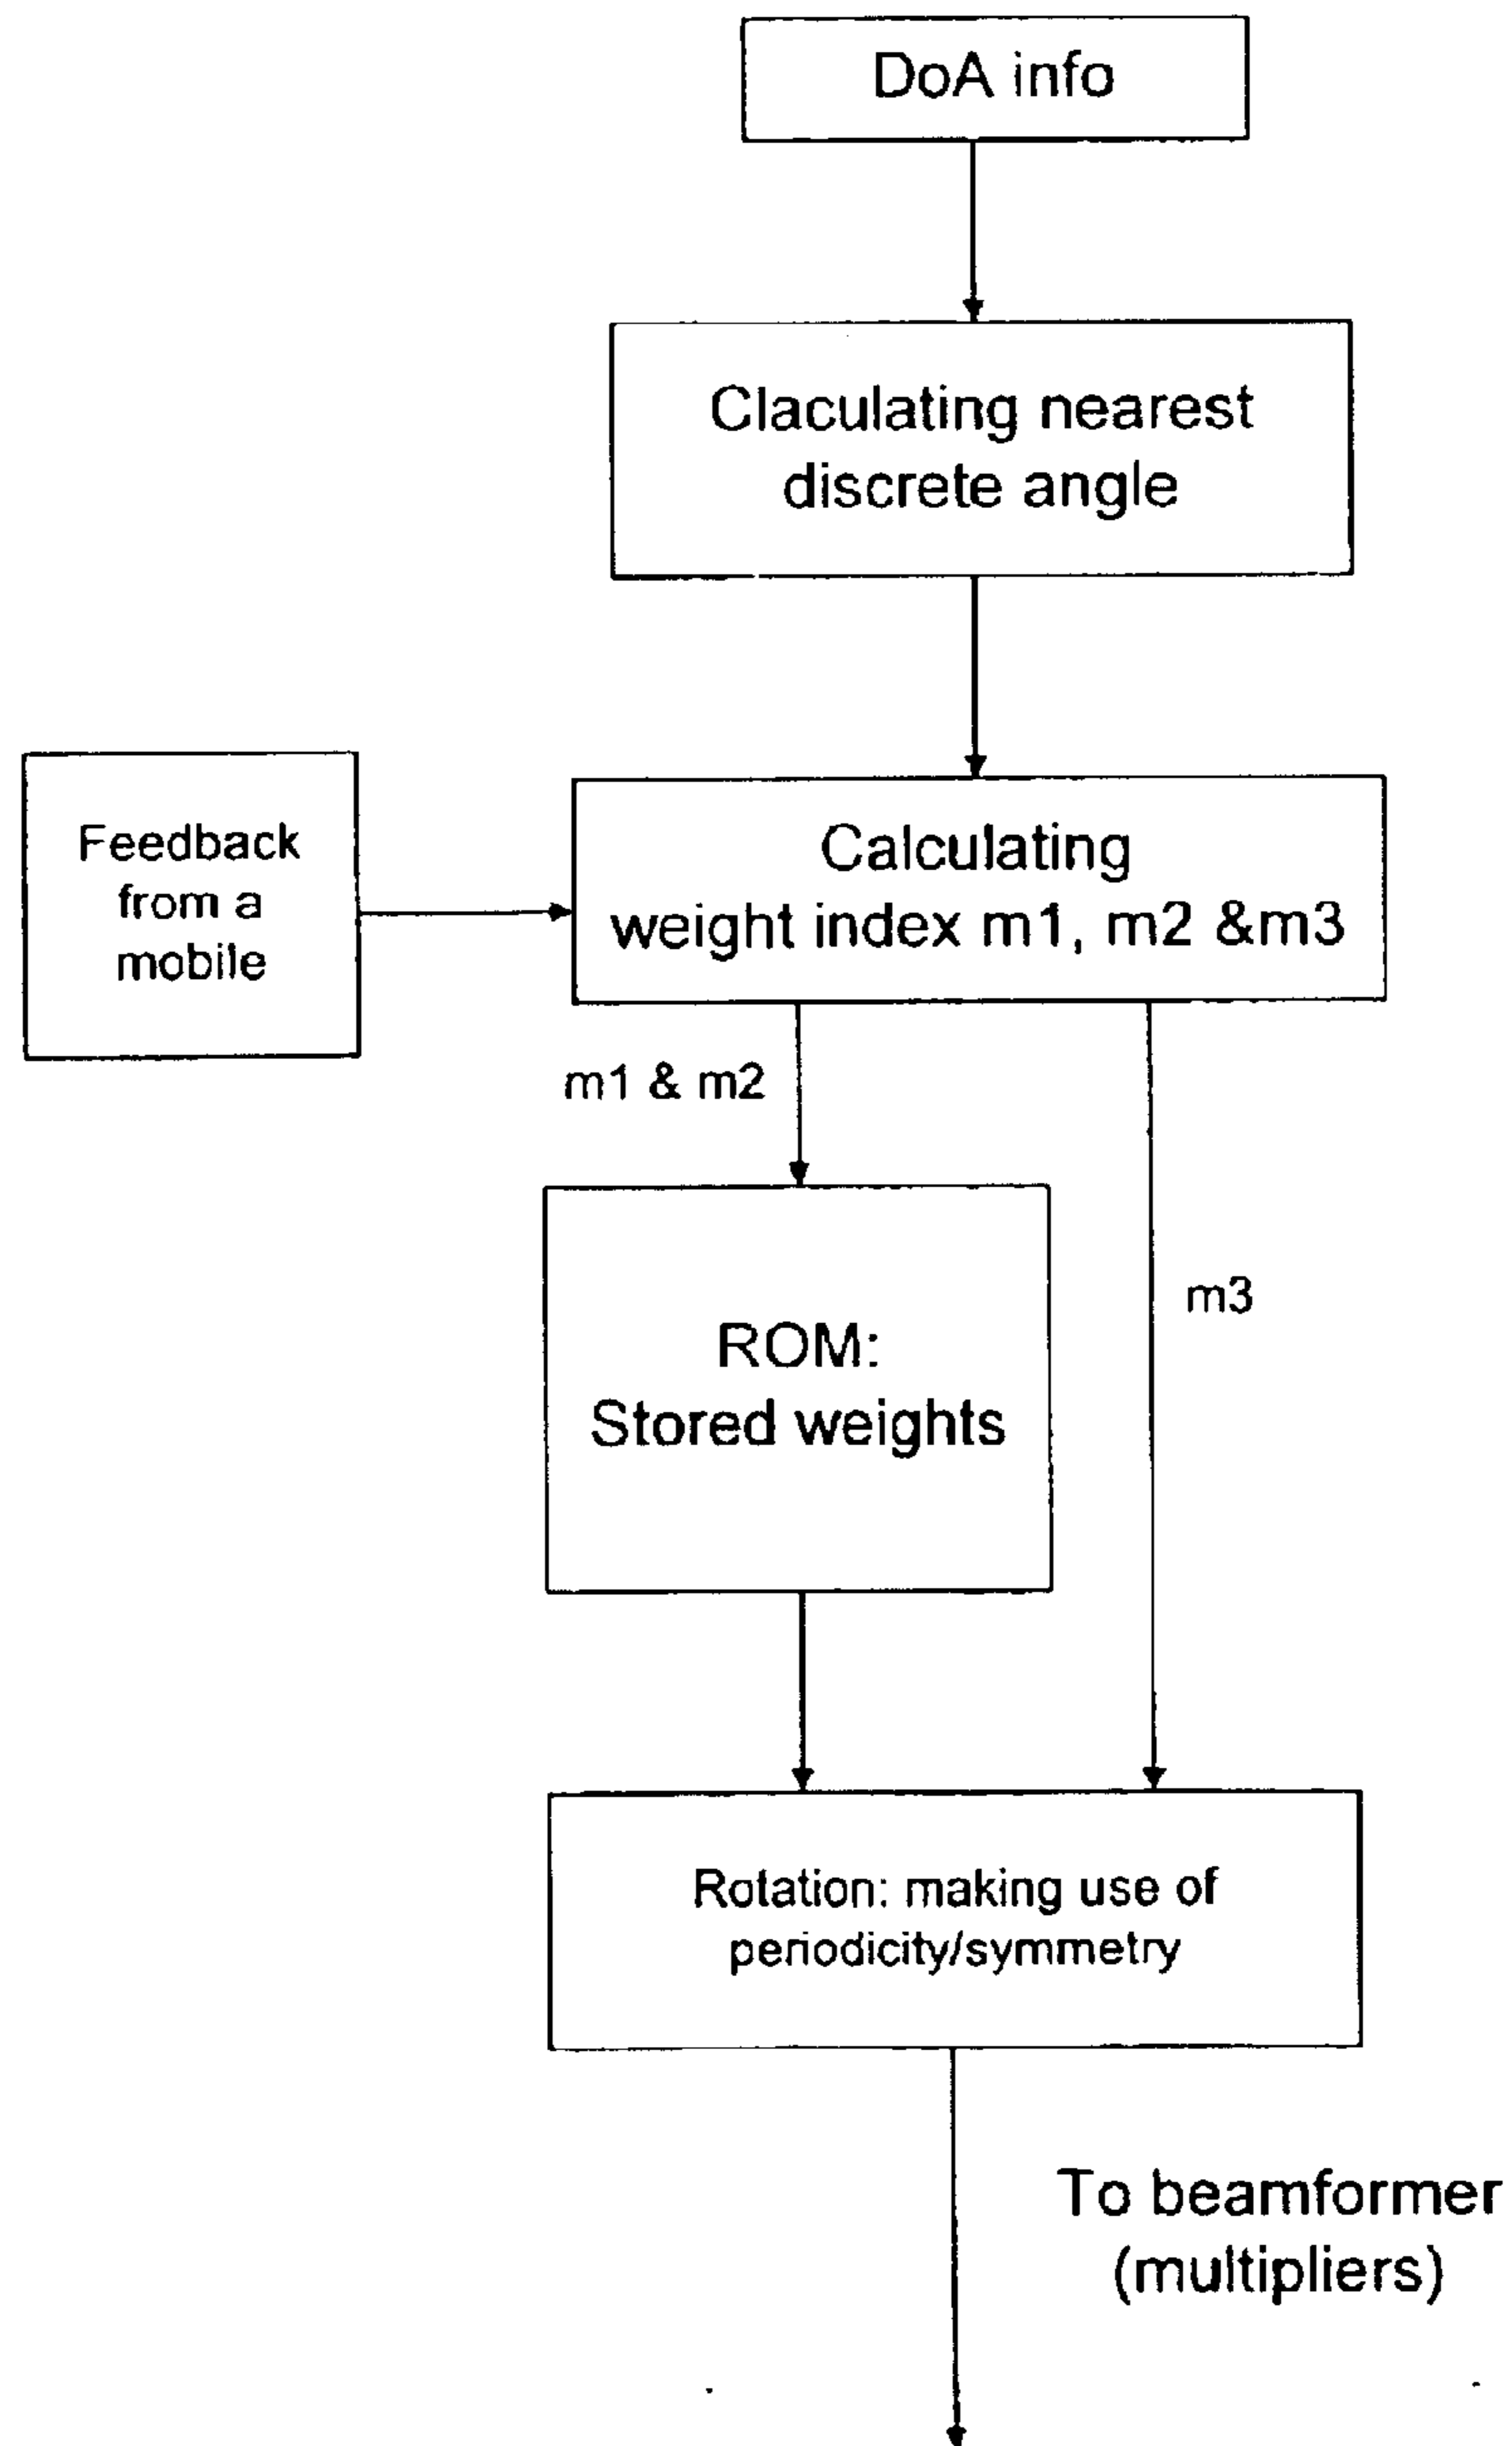 DoA info
Claculating nearest
discrete angle
Feedback
from a
mobile
Calculating
weight index m1, m2 &m3
m1 & m2
m3
ROM:
Stored weights
Rotation: making use of
periodicity/symmetry
To beamformer
(multipliers)